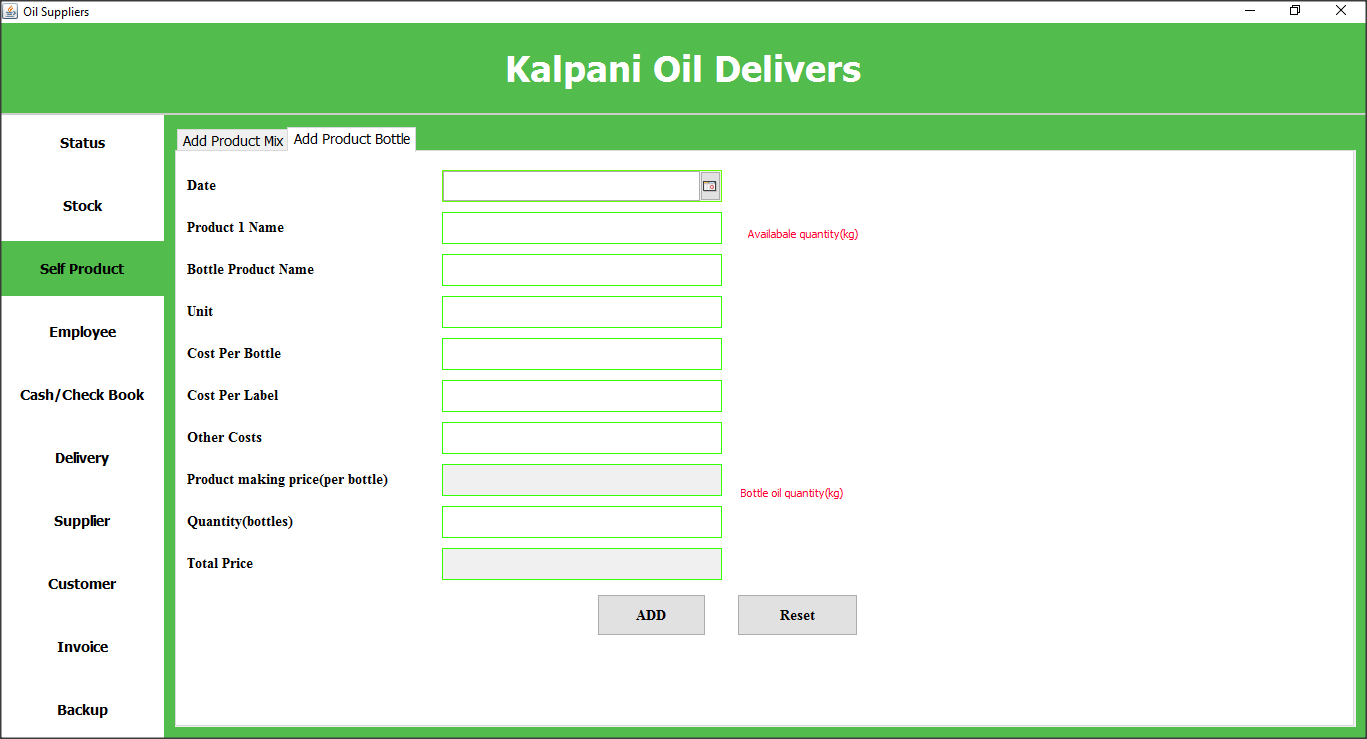 Oil Suppliers
Kalpani Oil Delivers
Status
Stock
Self Product
Employee
Cash/Check Book
Delivery
Supplier
Customer
Invoice
Backup
Add Product Mix
Add Product Bottle
Date
Product 1 Name
Availabale quantity(kg)
Bottle Product Name
Unit
Cost Per Bottle
Cost Per Label
Other Costs
Product making price(per bottle)
Bottle oil quantity(kg)
Quantity(bottles)
Total Price
ADD
Reset